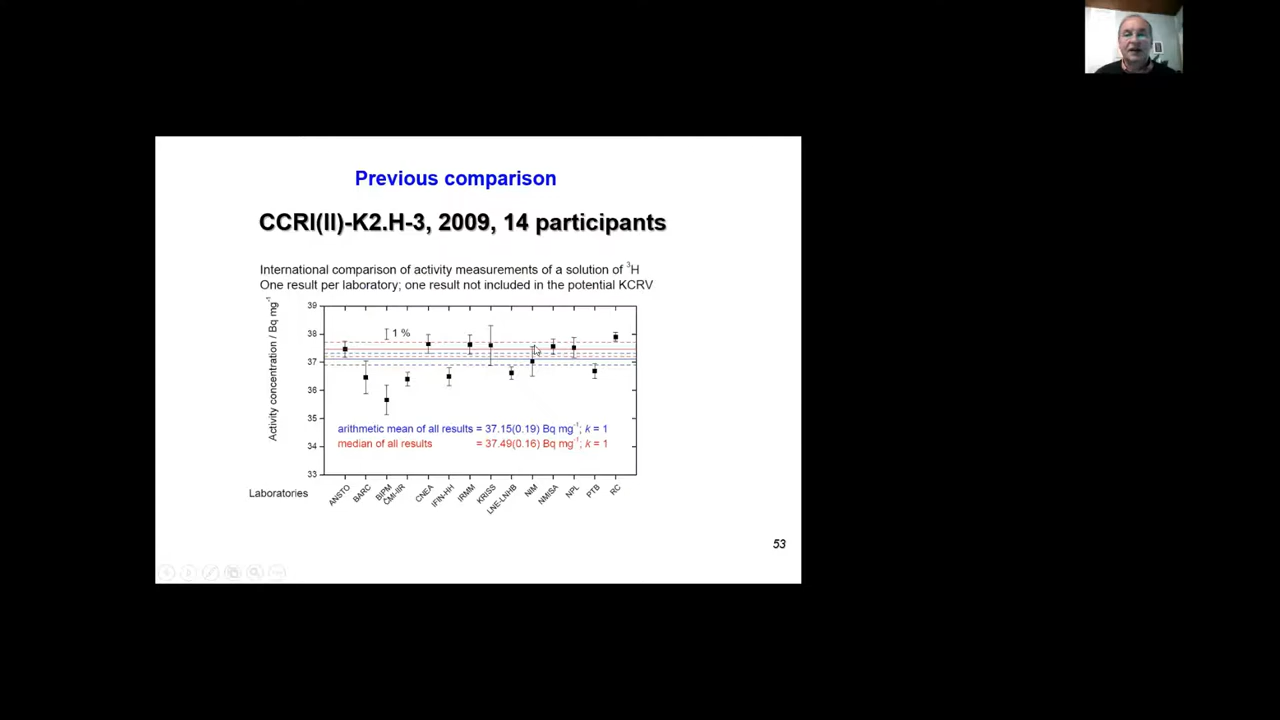 Previous comparison
CCRI(II)-K2.H-3, 2009, 14 participants
International comparison of activity measurements of a solution of ³H
One result per laboratory; one result not included in the potential KCRV
Activity concentration / Bq mg⁻¹
39
38
37
36
35
34
33
1 %
arithmetic mean of all results = 37.15(0.19) Bq mg⁻¹; k = 1
median of all results = 37.49(0.16) Bq mg⁻¹; k = 1
Laboratories
ANSTO
BARC
BIPM
CMI-IIR
CNEA
IFIN-HH
IRMM
KRISS
LNE-LNHB
NIM
NMISA
NPL
PTB
RC
53